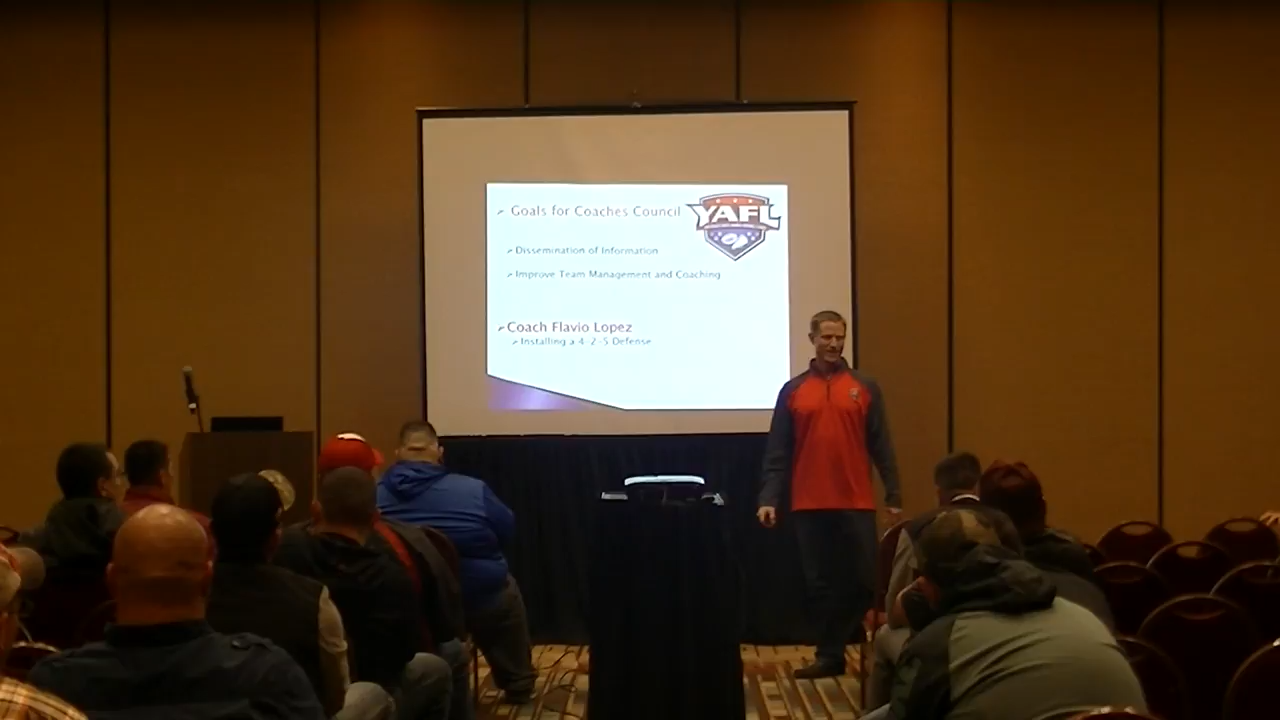 Goals for Coaches Council
YAFL
Dissemination of Information
Improve Team Management and Coaching
Coach Flavio Lopez
Installing a 4-2-5 Defense